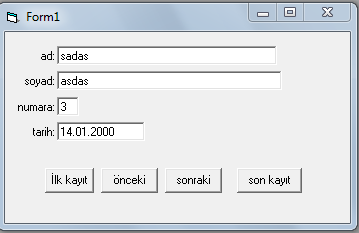 Form1
ad: sadas
soyad: asdas
numara: 3
tarih: 14.01.2000
İlk kayıt önceki sonraki son kayıt